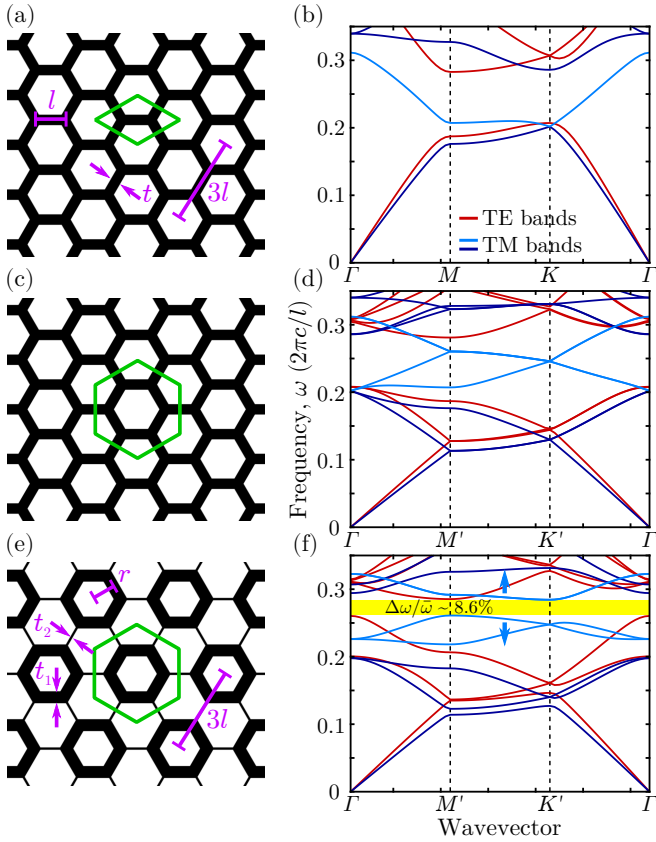 (a)
l
t
3l
(b)
0.3
0.2
0.1
0
TE bands
TM bands
Γ M K Γ
(c)
(d)
0.3
0.2
0.1
0
Γ M′ K′ Γ
Frequency, ω (2πc/l)
(e)
r
t₂
t₁
3l
(f)
0.3
0.2
0.1
0
Δω/ω̄ ~ 8.6%
Γ M′ K′ Γ
Wavevector